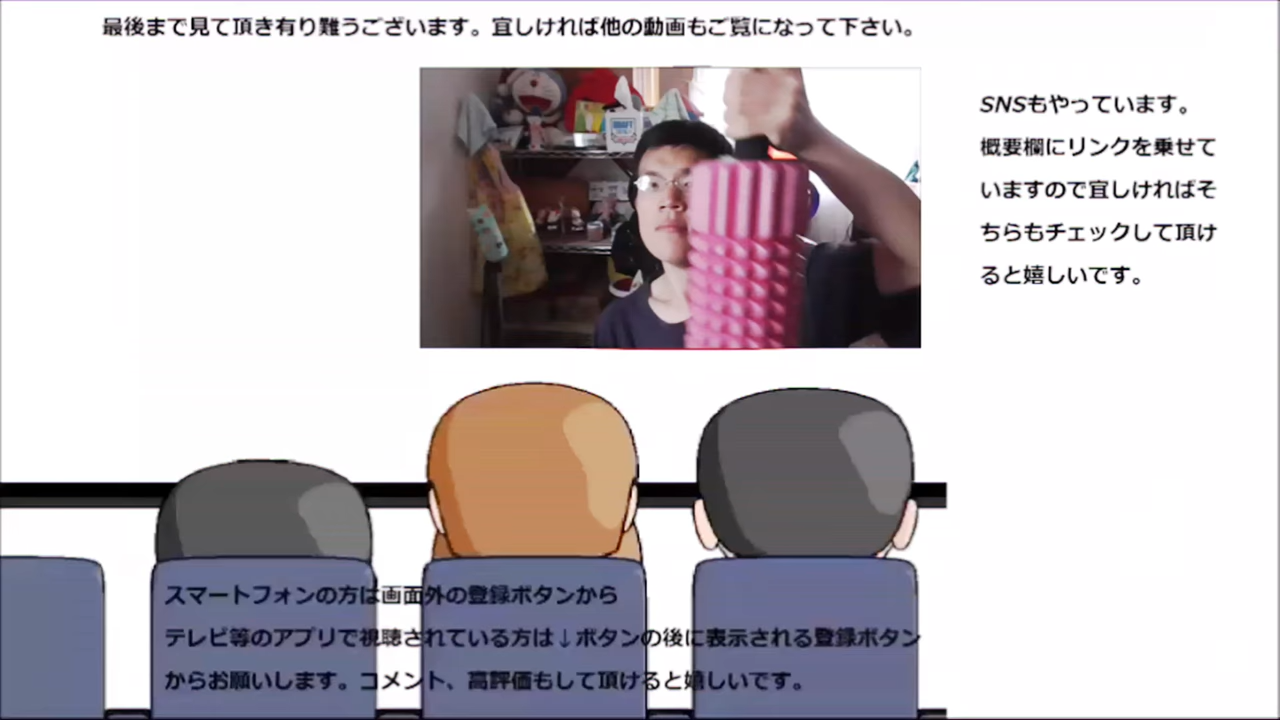 最後まで見て頂き有り難うございます。宜しければ他の動画もご覧になって下さい。
SNSもやっています。
概要欄にリンクを乗せて
いますので宜しければそ
ちらもチェックして頂け
ると嬉しいです。
スマートフォンの方は画面外の登録ボタンから
テレビ等のアプリで視聴されている方は↓ボタンの後に表示される登録ボタン
からお願いします。コメント、高評価もして頂けると嬉しいです。